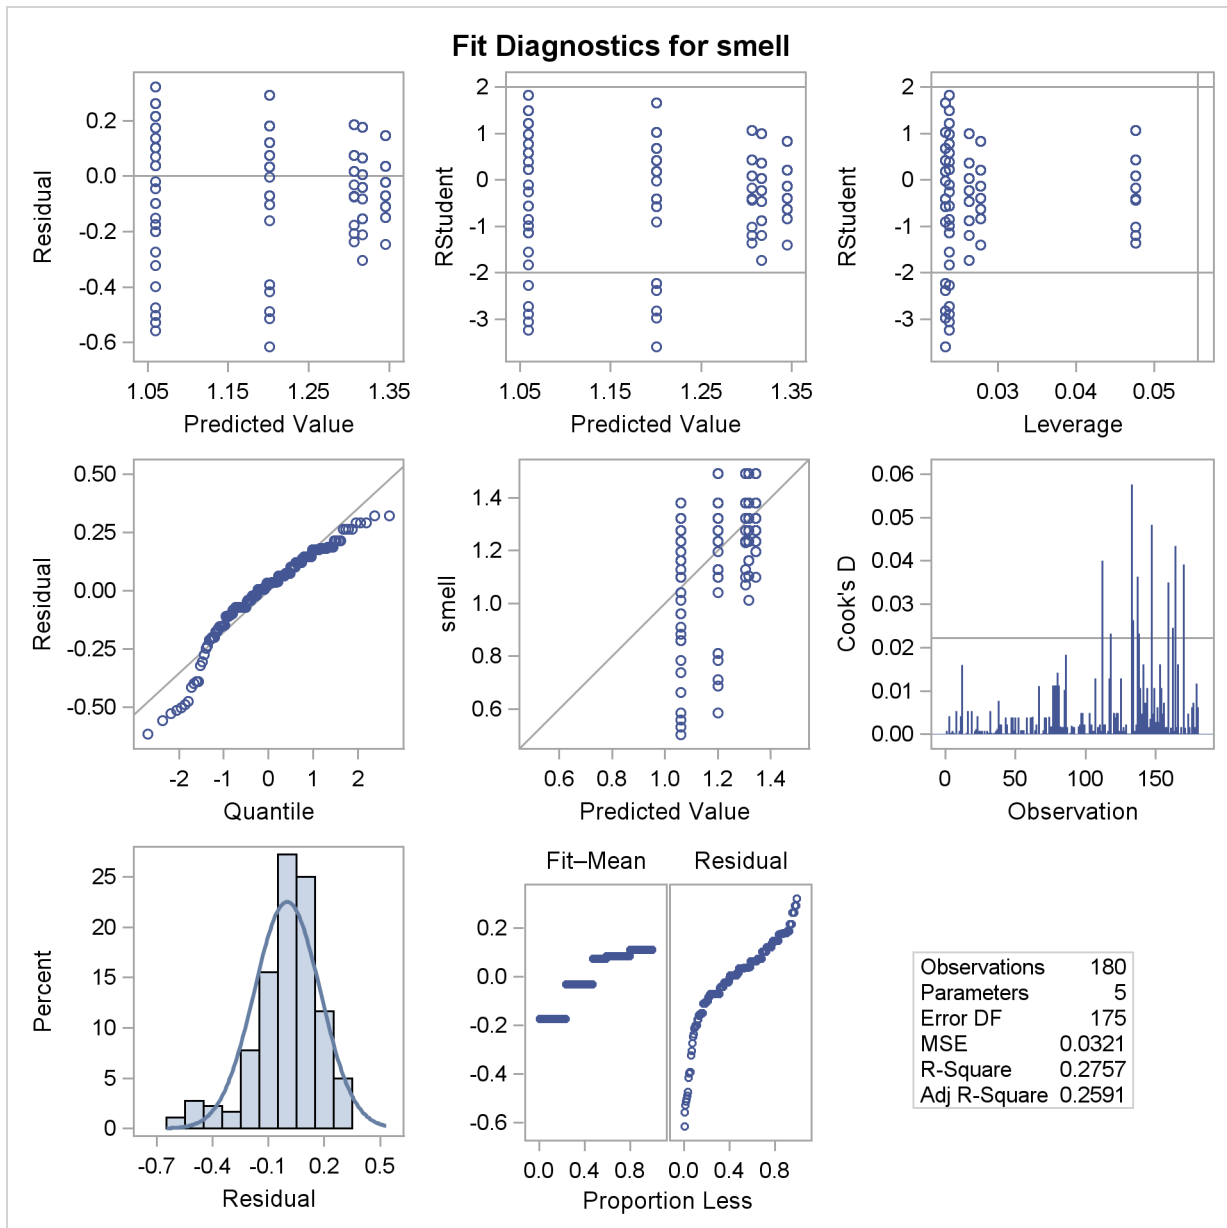 Fit Diagnostics for smell
Residual
0.2
0.0
-0.2
-0.4
-0.6
1.05 1.15 1.25 1.35
Predicted Value
RStudent
2
1
0
-1
-2
-3
1.05 1.15 1.25 1.35
Predicted Value
RStudent
2
1
0
-1
-2
-3
0.03 0.04 0.05
Leverage
Residual
0.50
0.25
0.00
-0.25
-0.50
-2 -1 0 1 2
Quantile
smell
1.4
1.2
1.0
0.8
0.6
0.6 0.8 1.0 1.2 1.4
Predicted Value
Cook's D
0.06
0.05
0.04
0.03
0.02
0.01
0.00
0 50 100 150
Observation
Percent
25
20
15
10
5
0
-0.7 -0.4 -0.1 0.2 0.5
Residual
Fit–Mean Residual
0.2
0.0
-0.2
-0.4
-0.6
0.0 0.4 0.8 0.0 0.4 0.8
Proportion Less
Observations 180
Parameters 5
Error DF 175
MSE 0.0321
R-Square 0.2757
Adj R-Square 0.2591